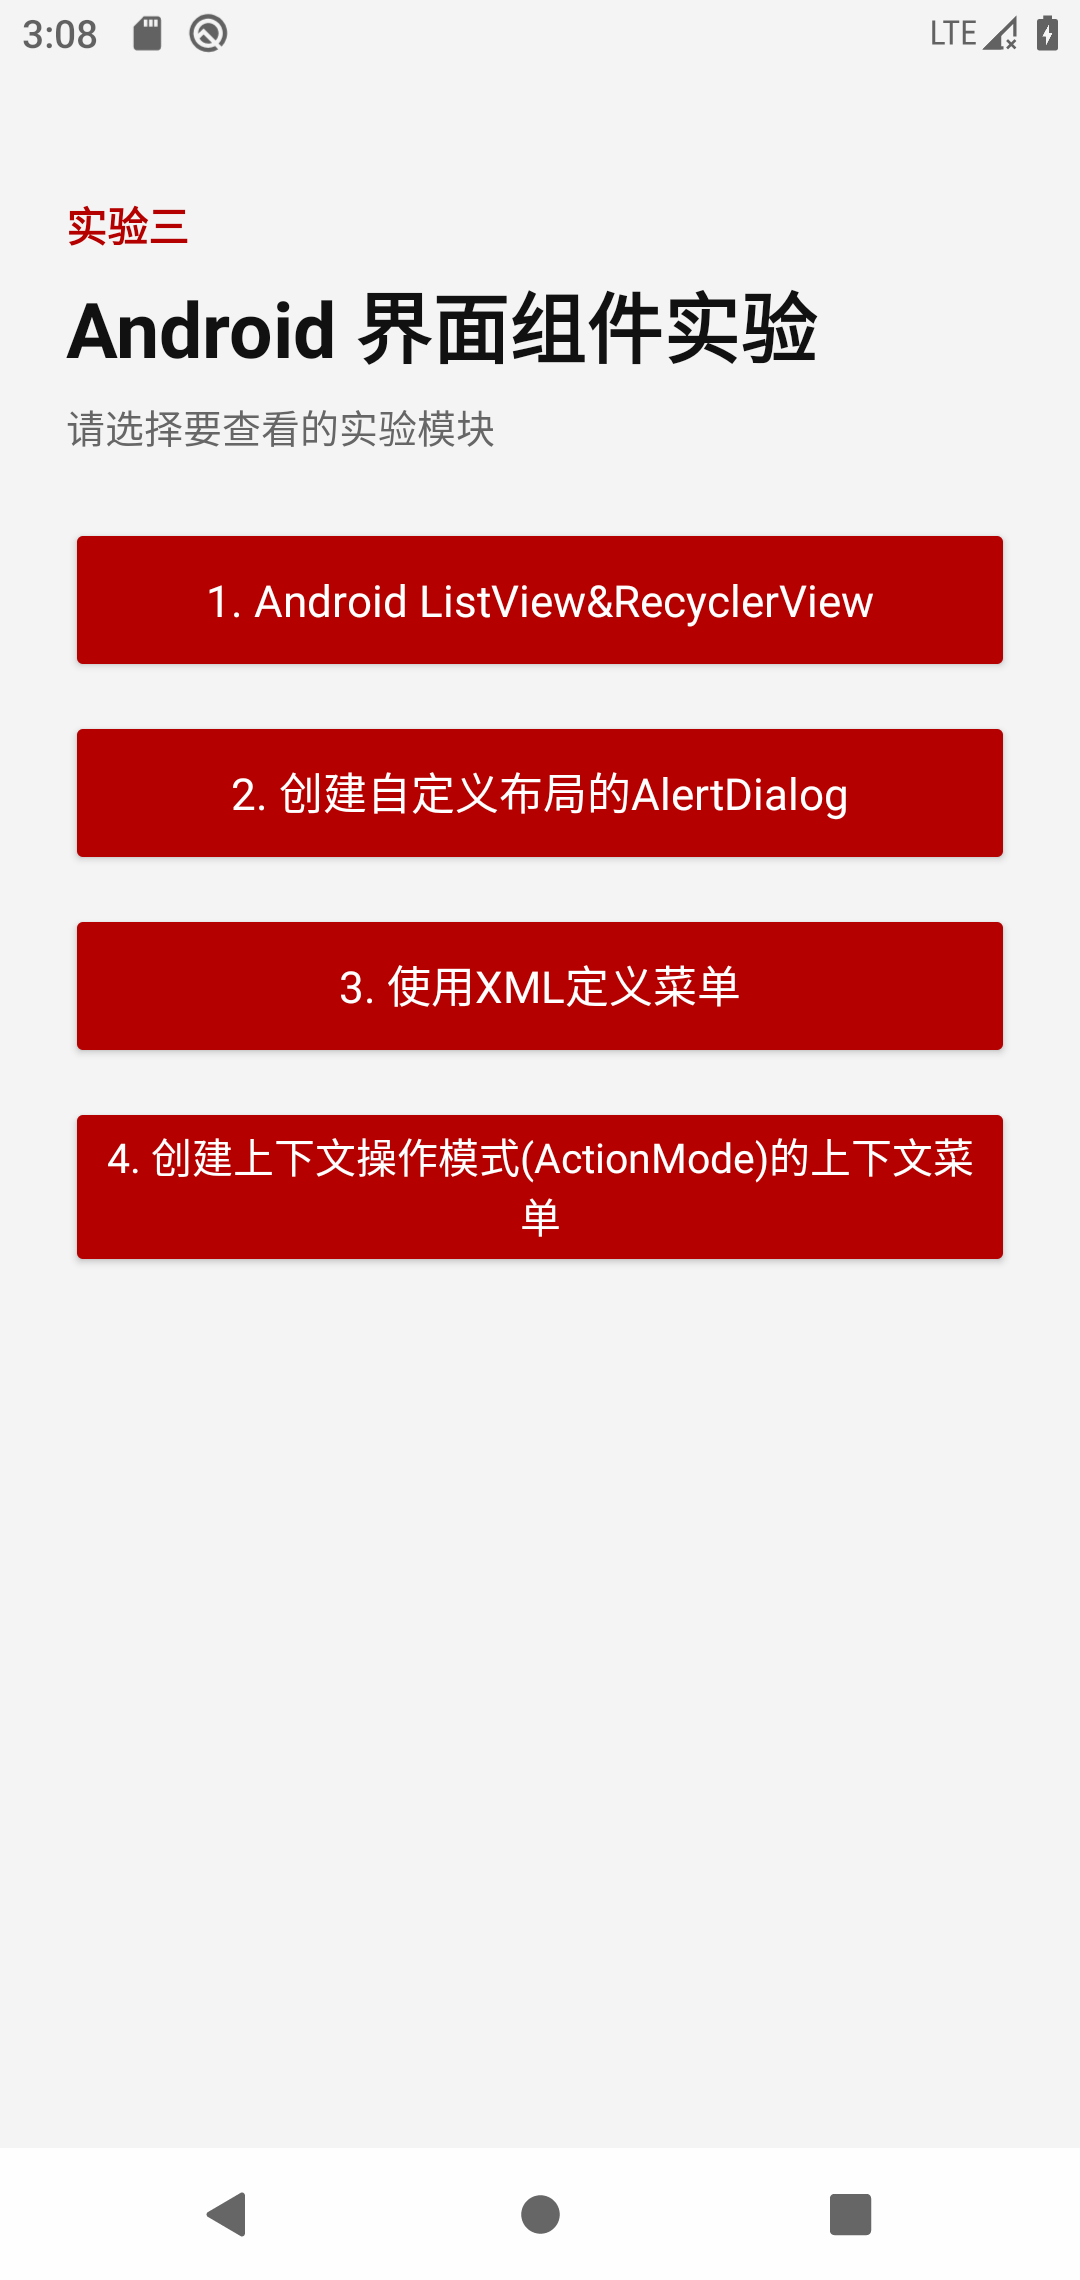 3:08
LTE
实验三
Android 界面组件实验
请选择要查看的实验模块
1. Android ListView&RecyclerView
2. 创建自定义布局的AlertDialog
3. 使用XML定义菜单
4. 创建上下文操作模式(ActionMode)的上下文菜
单